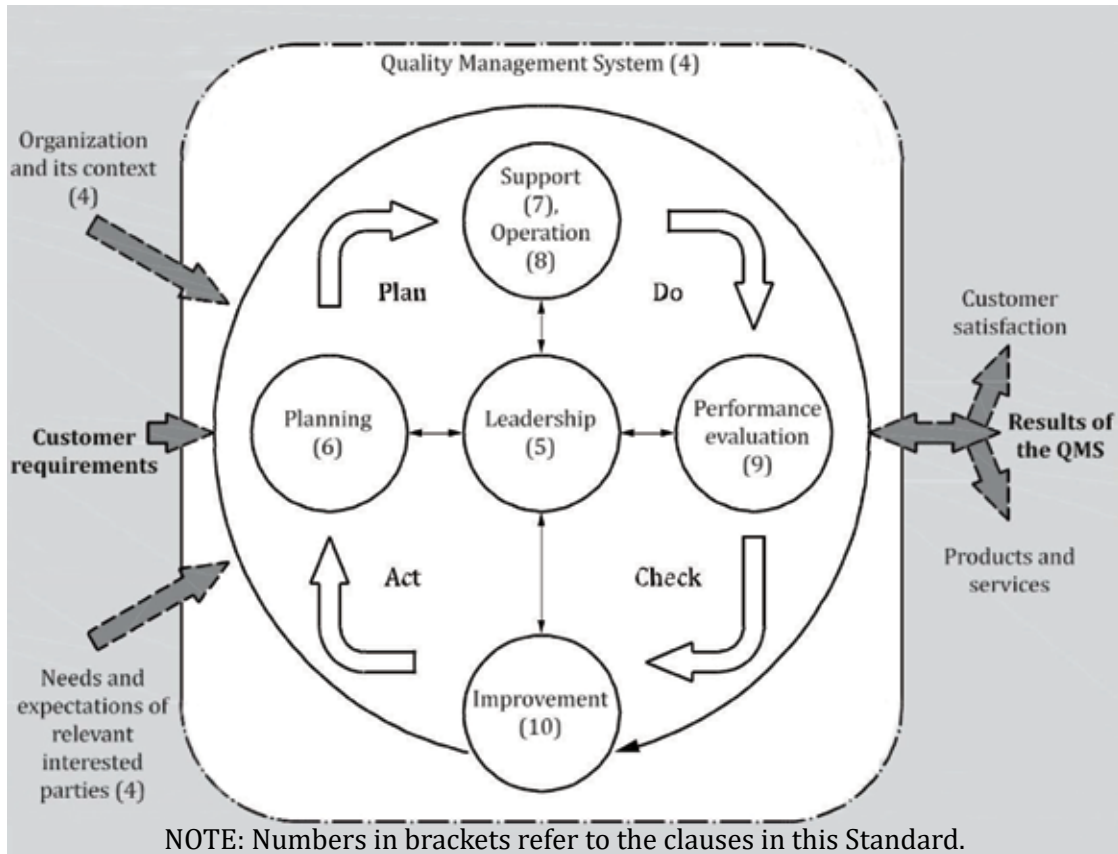 Quality Management System (4)
Organization
and its context
(4)
Support
(7),
Operation
(8)
Plan
Do
Customer
satisfaction
Planning
(6)
Leadership
(5)
Performance
evaluation
(9)
Customer
requirements
Results of
the QMS
Act
Check
Products and
services
Needs and
expectations of
relevant
interested
parties (4)
Improvement
(10)
NOTE: Numbers in brackets refer to the clauses in this Standard.